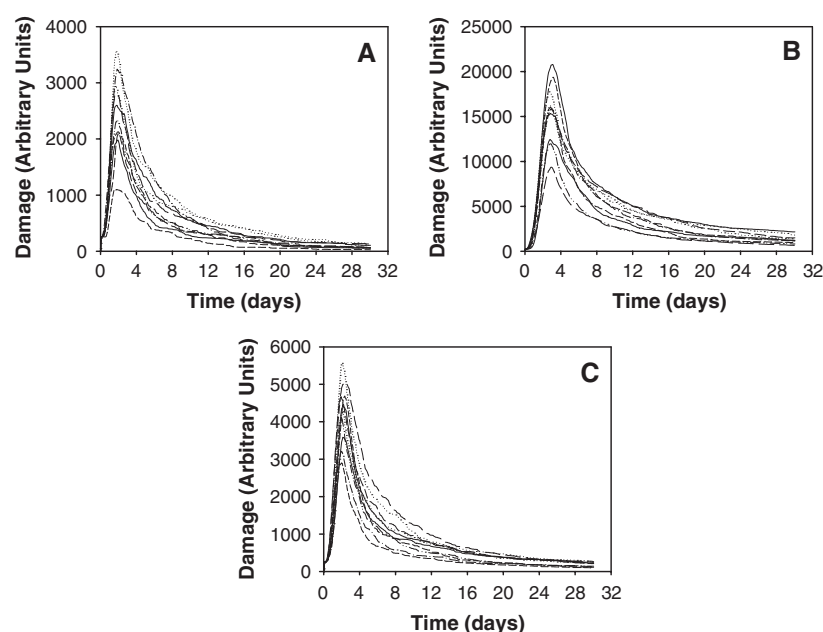 A
Damage (Arbitrary Units)
4000
3000
2000
1000
0
0 4 8 12 16 20 24 28 32
Time (days)
B
Damage (Arbitrary Units)
25000
20000
15000
10000
5000
0
0 4 8 12 16 20 24 28 32
Time (days)
C
Damage (Arbitrary Units)
6000
5000
4000
3000
2000
1000
0
0 4 8 12 16 20 24 28 32
Time (days)